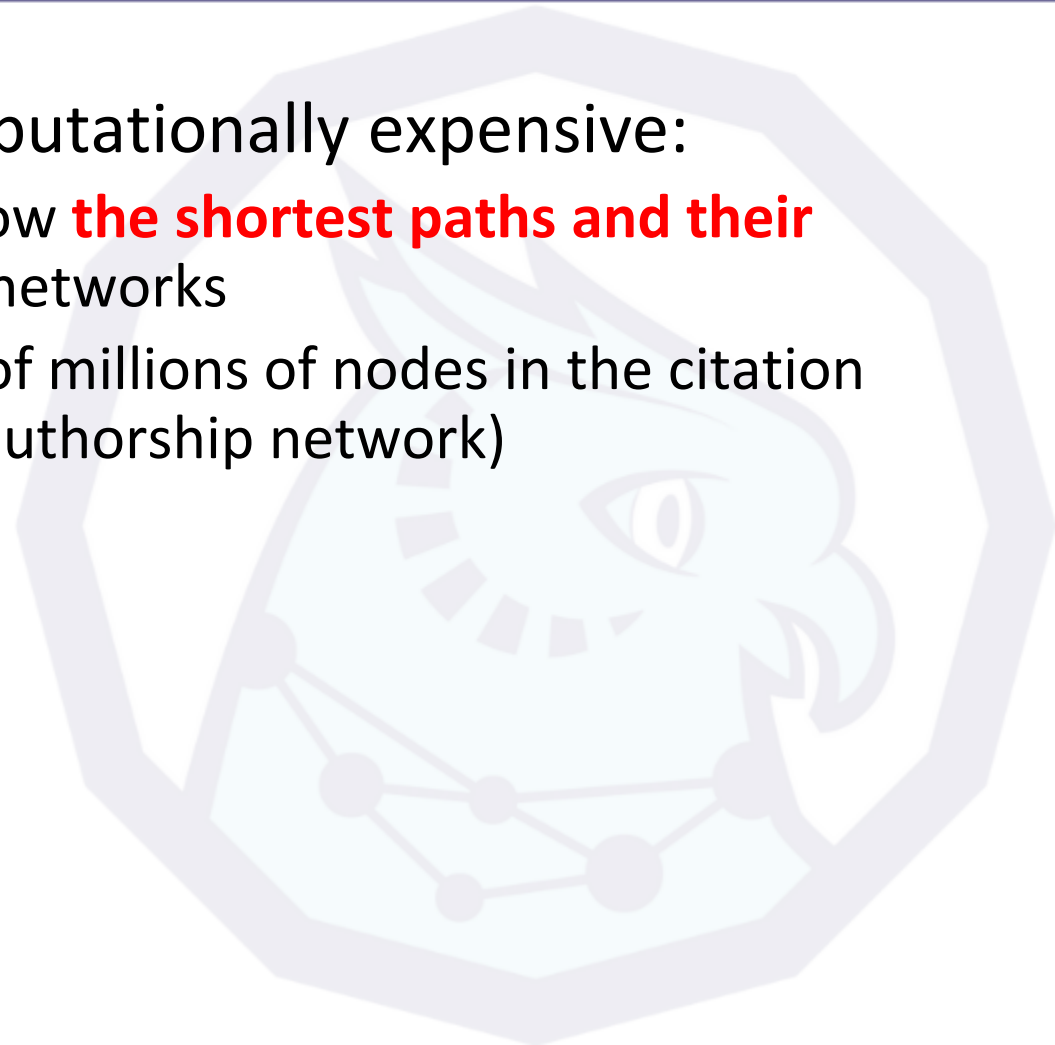 putationally expensive:
ow the shortest paths and their
networks
of millions of nodes in the citation
uthorship network)